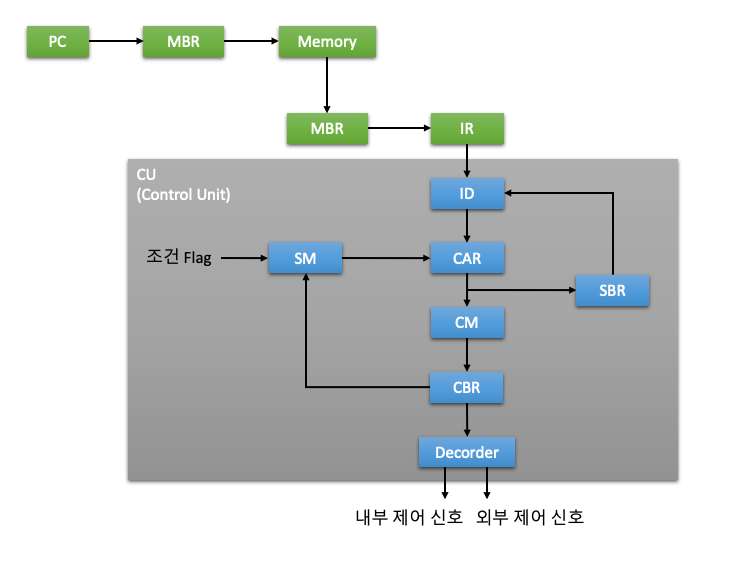 PC
MBR
Memory
MBR
IR
CU
(Control Unit)
ID
조건 Flag
SM
CAR
SBR
CM
CBR
Decorder
내부 제어 신호
외부 제어 신호